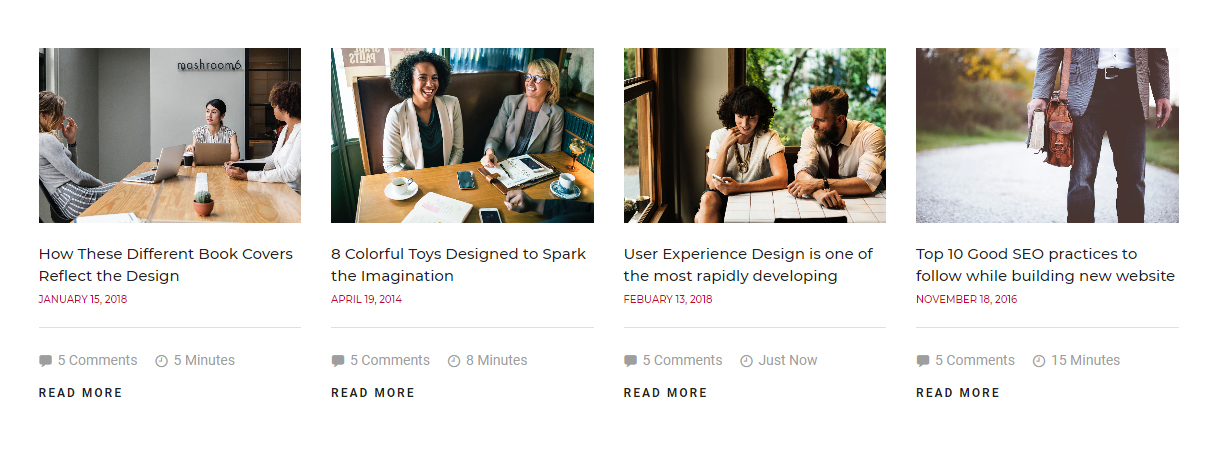 mashroom6
How These Different Book Covers
Reflect the Design
JANUARY 15, 2018
5 Comments 5 Minutes
READ MORE
8 Colorful Toys Designed to Spark
the Imagination
APRIL 19, 2014
5 Comments 8 Minutes
READ MORE
User Experience Design is one of
the most rapidly developing
FEBUARY 13, 2018
5 Comments Just Now
READ MORE
Top 10 Good SEO practices to
follow while building new website
NOVEMBER 18, 2016
5 Comments 15 Minutes
READ MORE